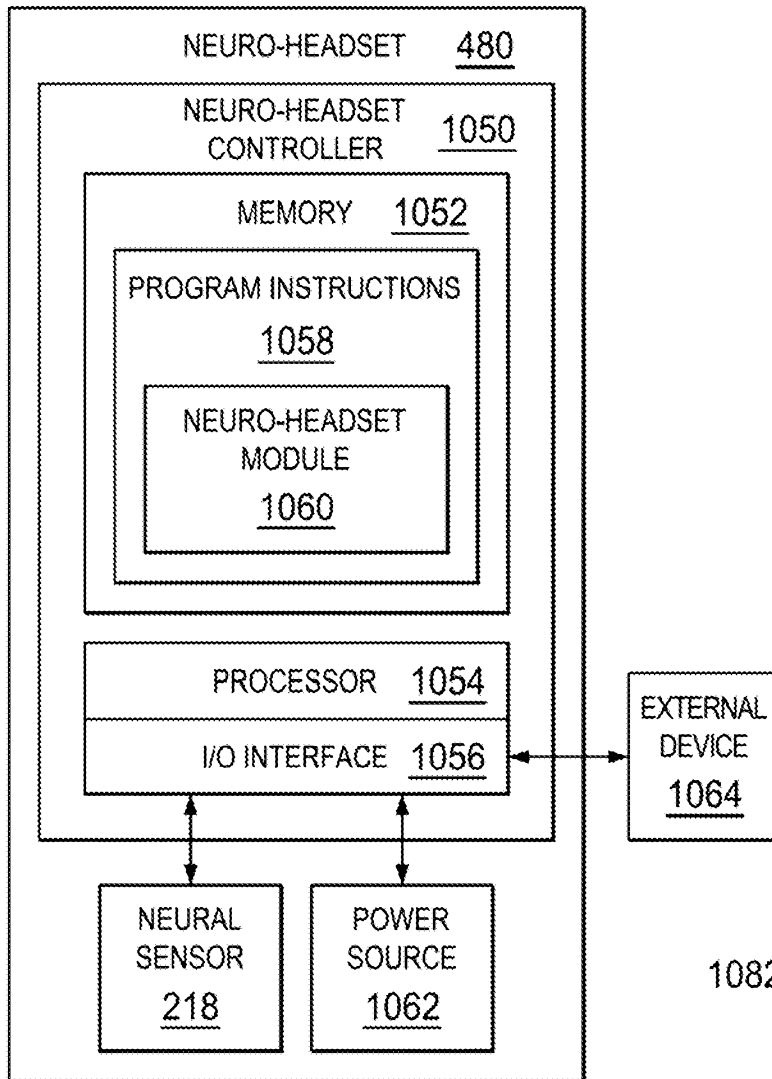 NEURO-HEADSET 480
NEURO-HEADSET
CONTROLLER 1050
MEMORY 1052
PROGRAM INSTRUCTIONS
1058
NEURO-HEADSET
MODULE
1060
PROCESSOR 1054
I/O INTERFACE 1056
EXTERNAL
DEVICE
1064
NEURAL
SENSOR
218
POWER
SOURCE
1062
1082